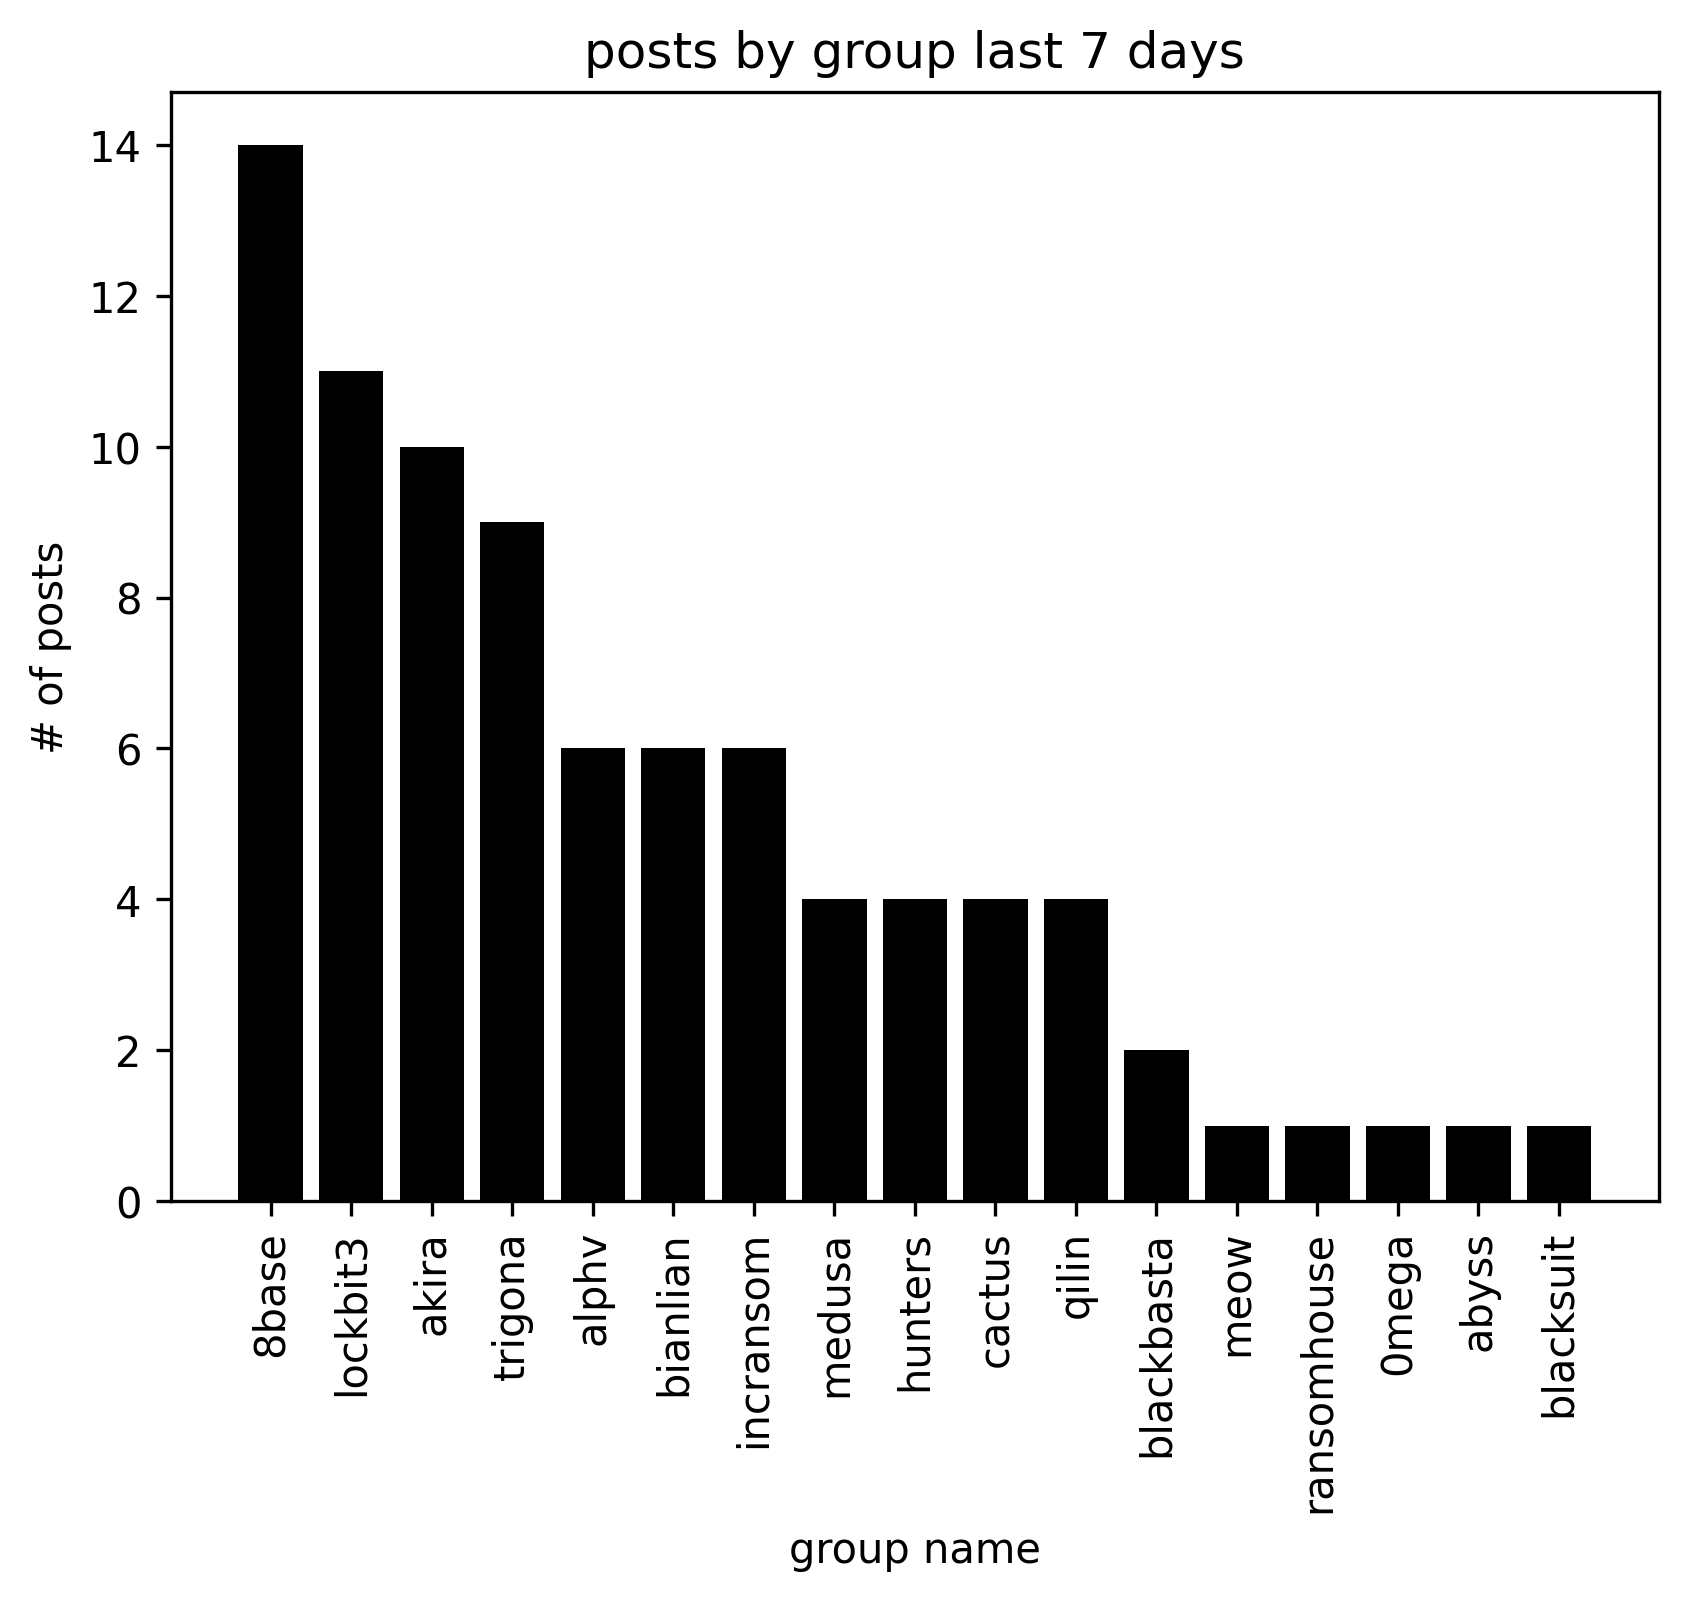 posts by group last 7 days
14
12
10
8
6
4
2
0
# of posts
8base
lockbit3
akira
trigona
alphv
bianlian
incransom
medusa
hunters
cactus
qilin
blackbasta
meow
ransomhouse
0mega
abyss
blacksuit
group name